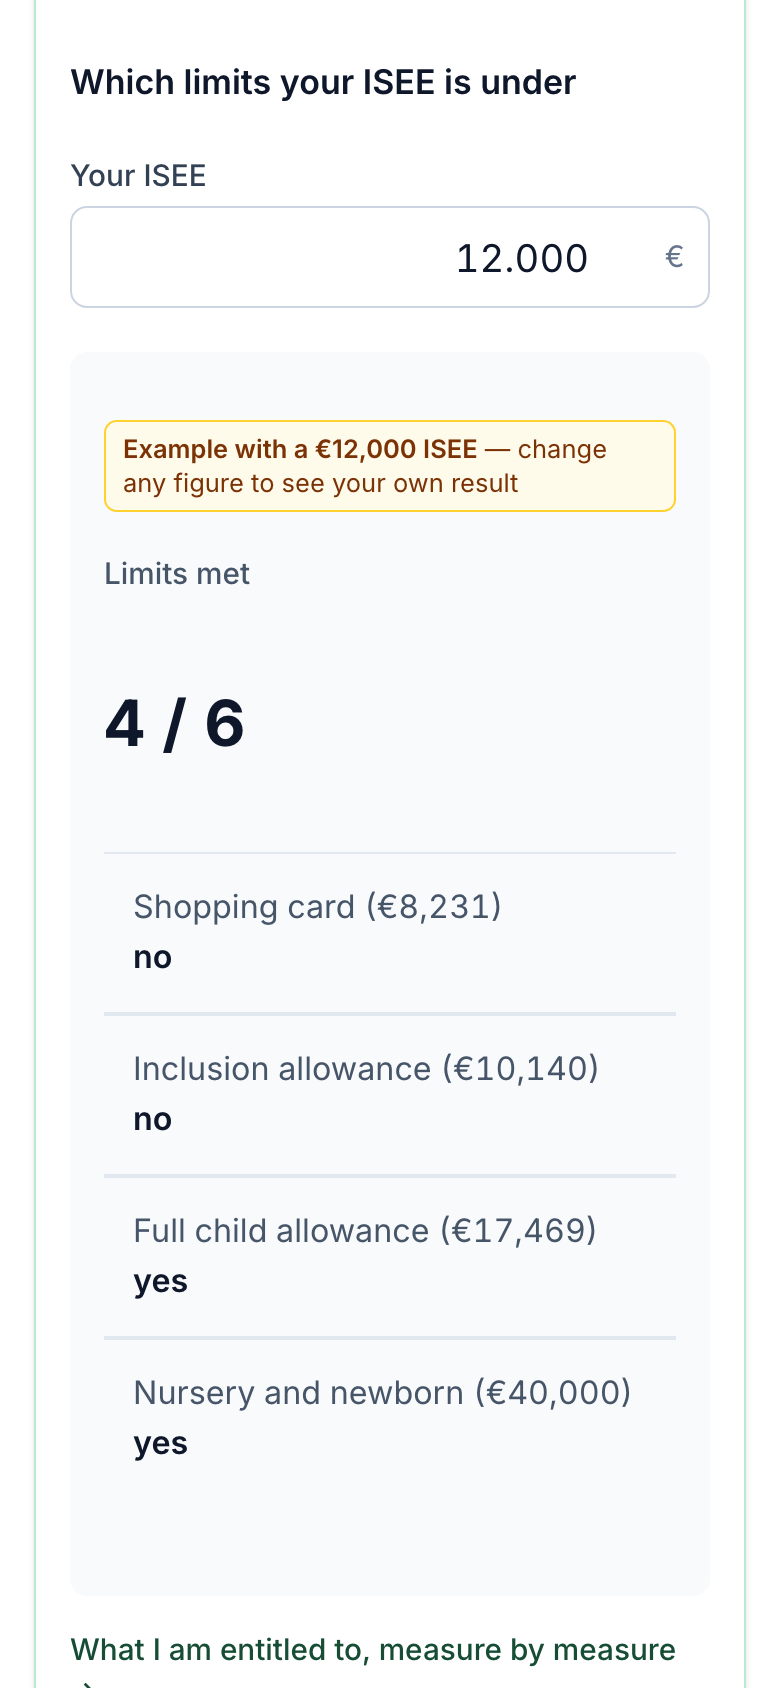 Which limits your ISEE is under
Your ISEE
12.000 €
Example with a €12,000 ISEE — change
any figure to see your own result
Limits met
4 / 6
Shopping card (€8,231)
no
Inclusion allowance (€10,140)
no
Full child allowance (€17,469)
yes
Nursery and newborn (€40,000)
yes
What I am entitled to, measure by measure